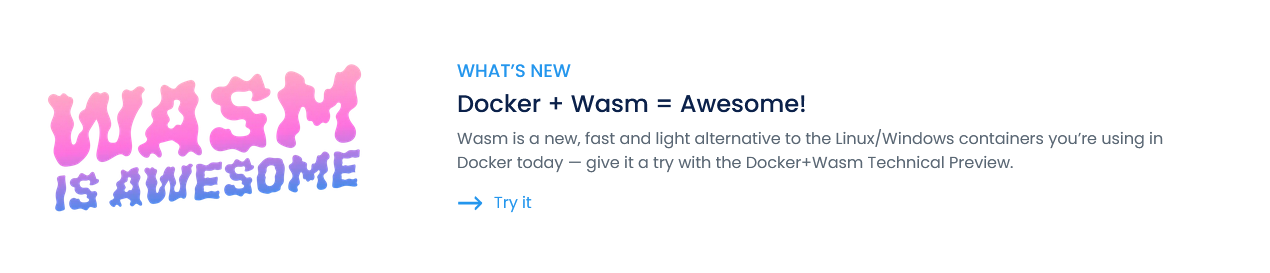 WASM
IS AWESOME
WHAT’S NEW
Docker + Wasm = Awesome!
Wasm is a new, fast and light alternative to the Linux/Windows containers you’re using in
Docker today — give it a try with the Docker+Wasm Technical Preview.
Try it